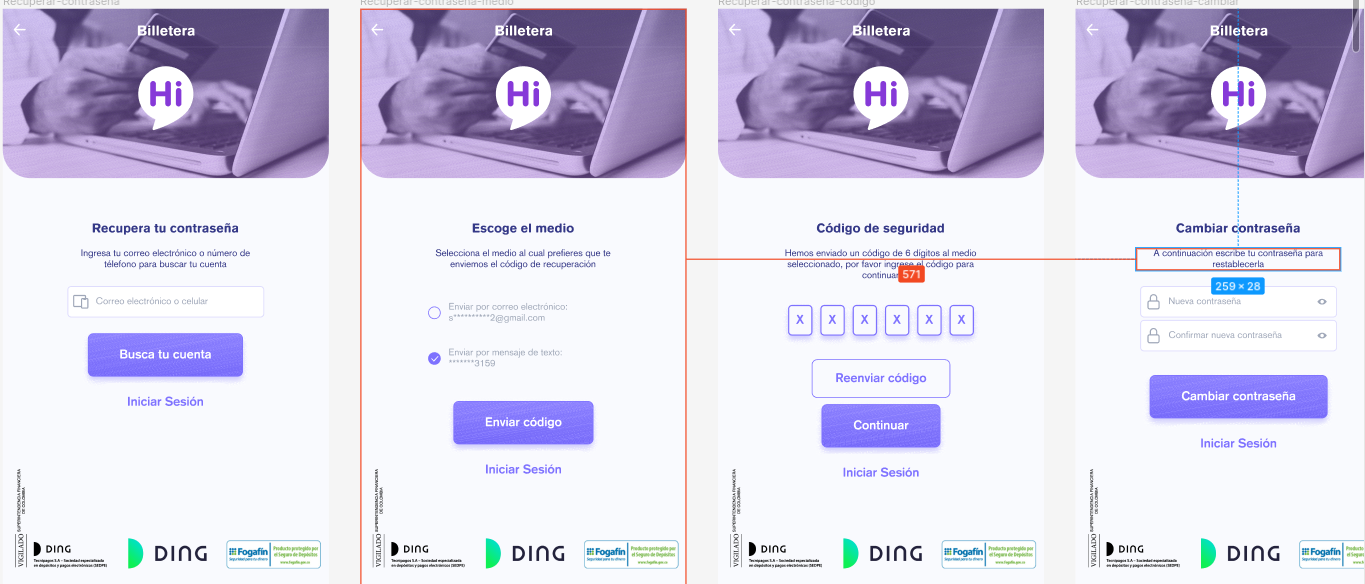 Recuperar-contraseña
Billetera
Hi
Recupera tu contraseña
Ingresa tu correo electrónico o número de
télefono para buscar tu cuenta
Correo electrónico o celular
Busca tu cuenta
Iniciar Sesión
VIGILADO
SUPERINTENDENCIA FINANCIERA
DE COLOMBIA
DING
Tecnipagos S.A - Sociedad especializada
en depósitos y pagos electrónicos (SEDPE)
DING
Fogafín
Producto protegido por
el Seguro de Depósitos
www.fogafin.gov.co
Recuperar-contraseña-medio
Billetera
Hi
Escoge el medio
Selecciona el medio al cual prefieres que te
enviemos el código de recuperación
Enviar por correo electrónico:
s**********2@gmail.com
Enviar por mensaje de texto:
*******3159
Enviar código
Iniciar Sesión
VIGILADO
SUPERINTENDENCIA FINANCIERA
DE COLOMBIA
DING
Tecnipagos S.A - Sociedad especializada
en depósitos y pagos electrónicos (SEDPE)
DING
Fogafín
Producto protegido por
el Seguro de Depósitos
www.fogafin.gov.co
Recuperar-contraseña-código
Billetera
Hi
Código de seguridad
Hemos enviado un código de 6 dígitos al medio
seleccionado, por favor ingrese el código para
continuar
571
X X X X X X
Reenviar código
Continuar
Iniciar Sesión
VIGILADO
SUPERINTENDENCIA FINANCIERA
DE COLOMBIA
DING
Tecnipagos S.A - Sociedad especializada
en depósitos y pagos electrónicos (SEDPE)
DING
Fogafín
Producto protegido por
el Seguro de Depósitos
www.fogafin.gov.co
Recuperar-contraseña-cambiar
Billetera
Hi
Cambiar contraseña
A continuación escribe tu contraseña para
restablecerla
259 × 28
Nueva contraseña
Confirmar nueva contraseña
Cambiar contraseña
Iniciar Sesión
VIGILADO
SUPERINTENDENCIA FINANCIERA
DE COLOMBIA
DING
Tecnipagos S.A - Sociedad especializada
en depósitos y pagos electrónicos (SEDPE)
DING
Fogafín